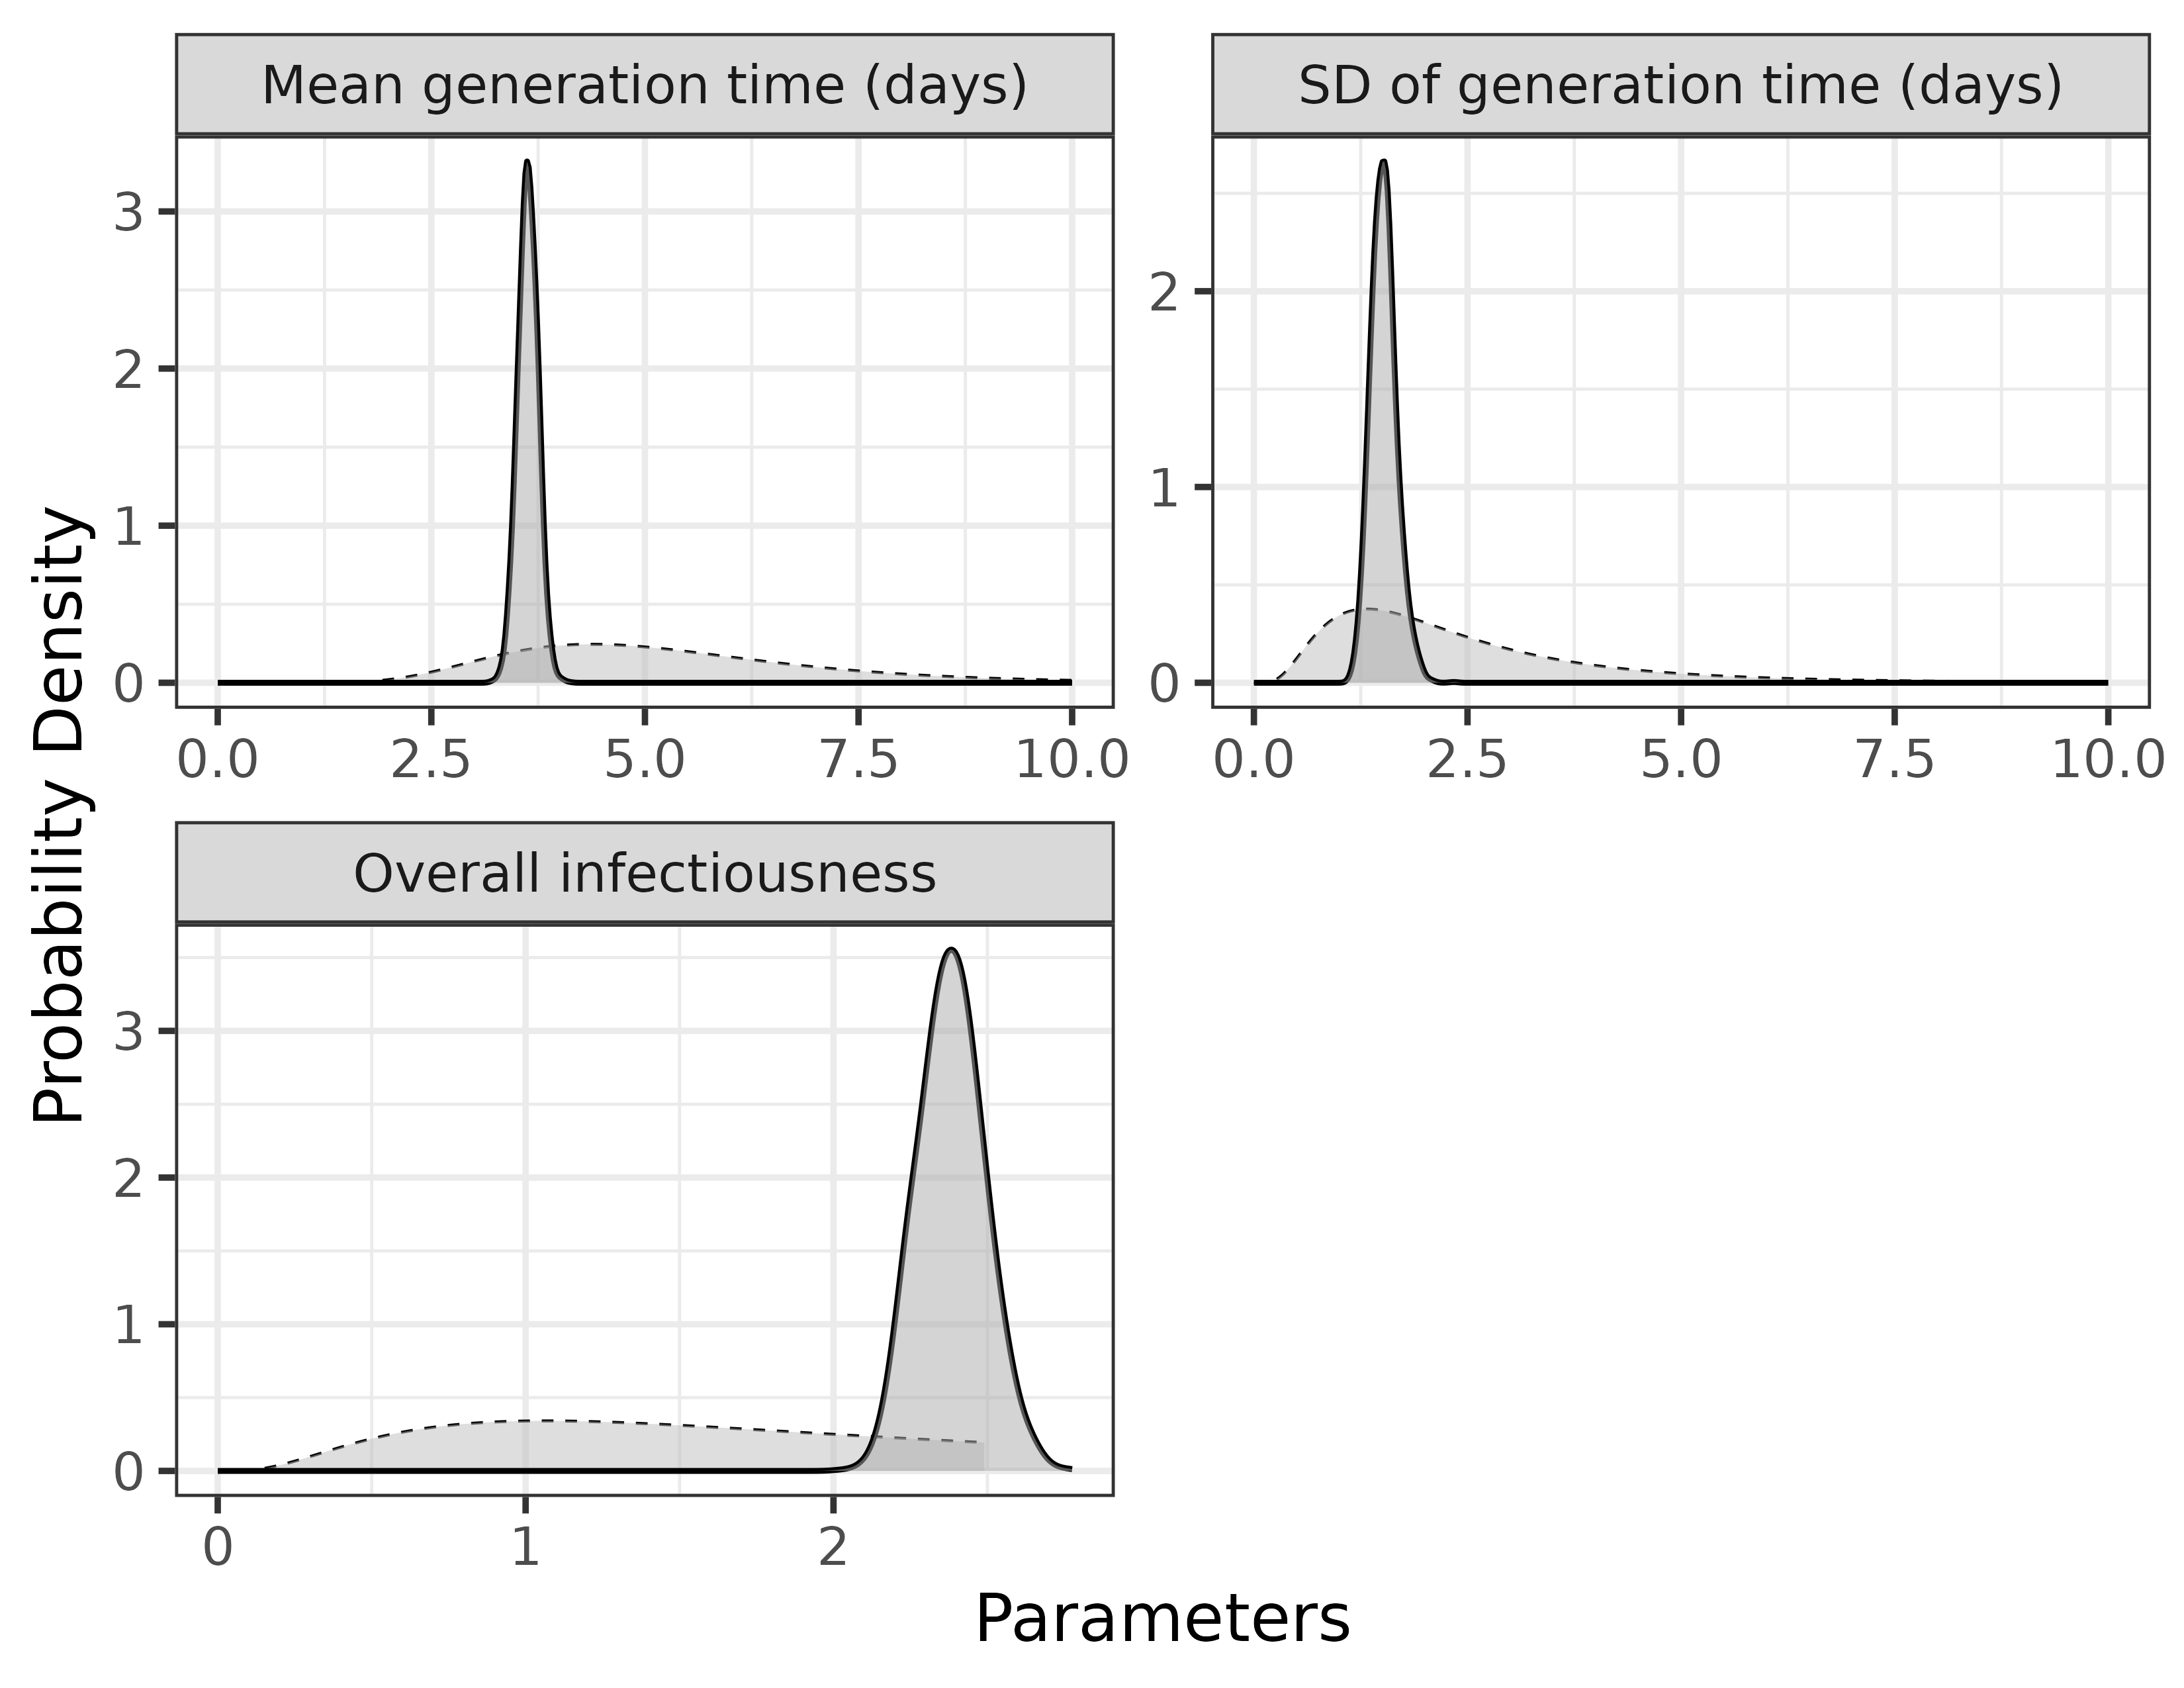 Mean generation time (days)
SD of generation time (days)
3
2
1
0
2
1
0
0.0 2.5 5.0 7.5 10.0
0.0 2.5 5.0 7.5 10.0
Probability Density
Overall infectiousness
3
2
1
0
0 1 2
Parameters